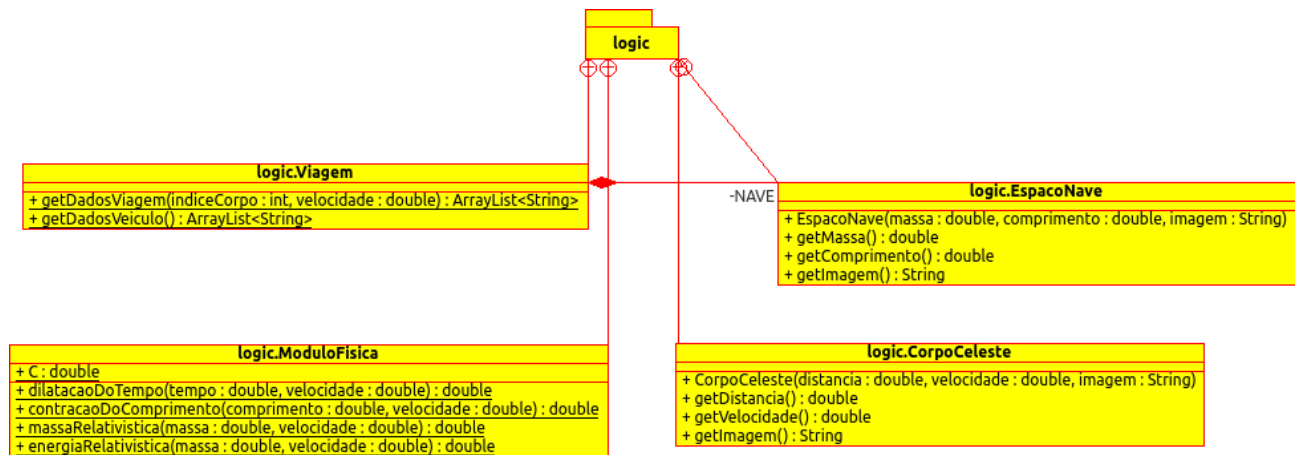 logic
logic.Viagem
+ getDadosViagem(indiceCorpo : int, velocidade : double) : ArrayList<String>
+ getDadosVeiculo() : ArrayList<String>
-NAVE
logic.EspacoNave
+ EspacoNave(massa : double, comprimento : double, imagem : String)
+ getMassa() : double
+ getComprimento() : double
+ getImagem() : String
logic.ModuloFisica
+ C : double
+ dilatacaoDoTempo(tempo : double, velocidade : double) : double
+ contracaoDoComprimento(comprimento : double, velocidade : double) : double
+ massaRelativistica(massa : double, velocidade : double) : double
+ energiaRelativistica(massa : double, velocidade : double) : double
logic.CorpoCeleste
+ CorpoCeleste(distancia : double, velocidade : double, imagem : String)
+ getDistancia() : double
+ getVelocidade() : double
+ getImagem() : String